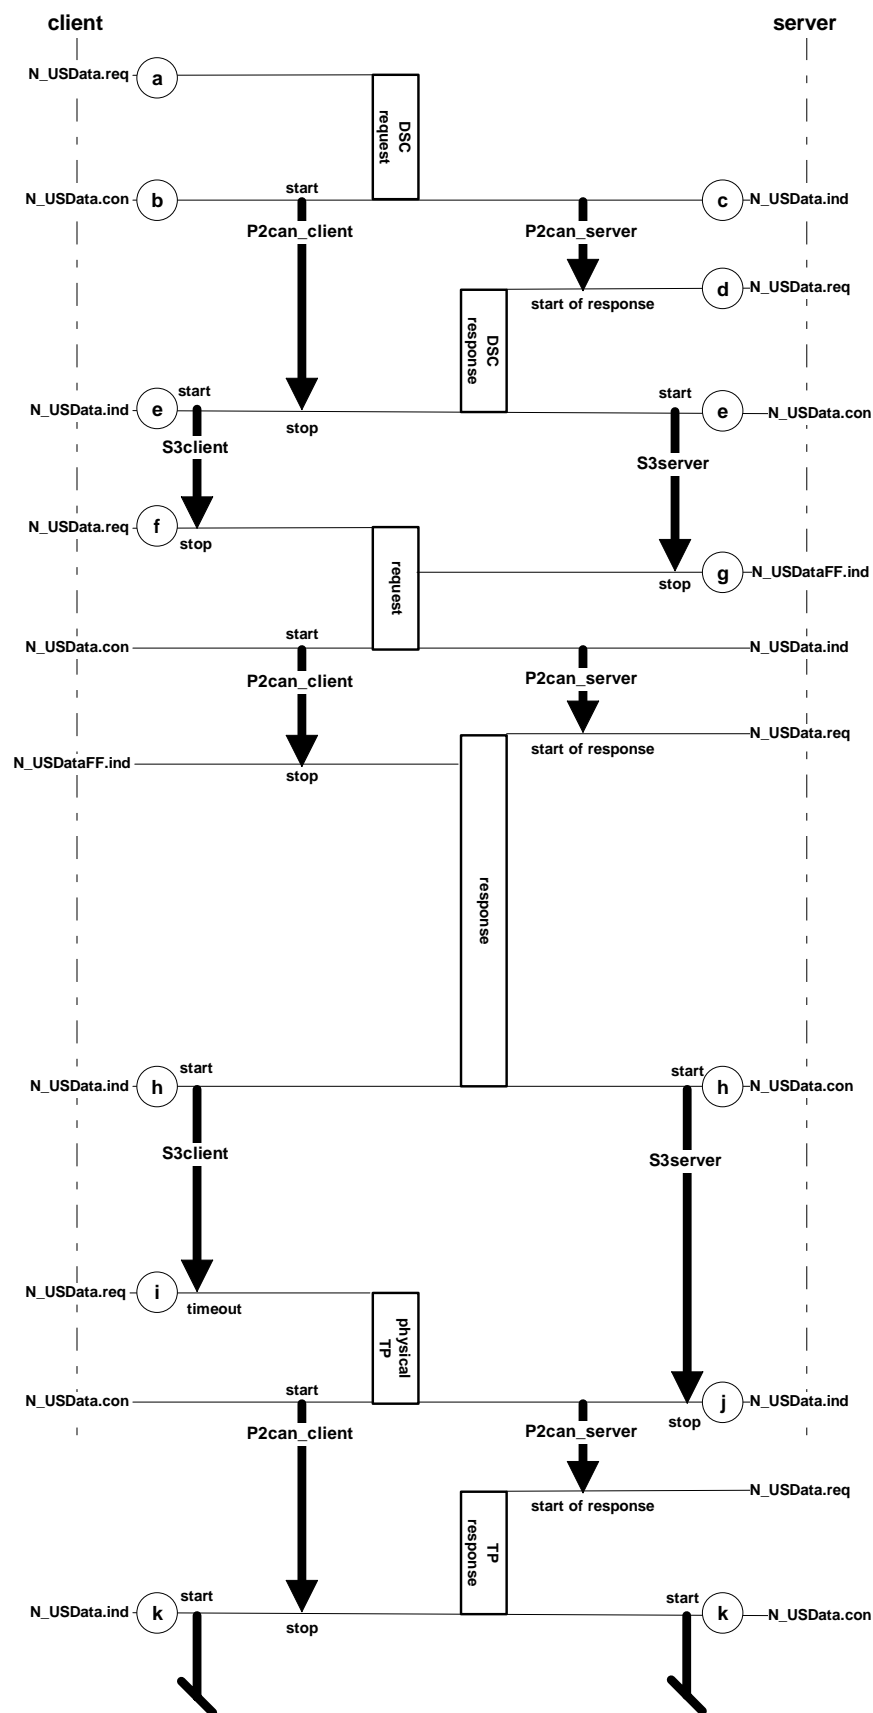 client
server
N_USData.req
a
DSC
request
N_USData.con
b
start
c
N_USData.ind
P2can_client
P2can_server
d
N_USData.req
start of response
DSC
response
N_USData.ind
e
start
stop
start
e
N_USData.con
S3client
S3server
N_USData.req
f
stop
request
stop
g
N_USDataFF.ind
N_USData.con
start
N_USData.ind
P2can_client
P2can_server
N_USData.req
start of response
N_USDataFF.ind
stop
response
N_USData.ind
h
start
start
h
N_USData.con
S3client
S3server
N_USData.req
i
timeout
physical
TP
N_USData.con
start
stop
j
N_USData.ind
P2can_client
P2can_server
N_USData.req
start of response
TP
response
N_USData.ind
k
start
stop
start
k
N_USData.con